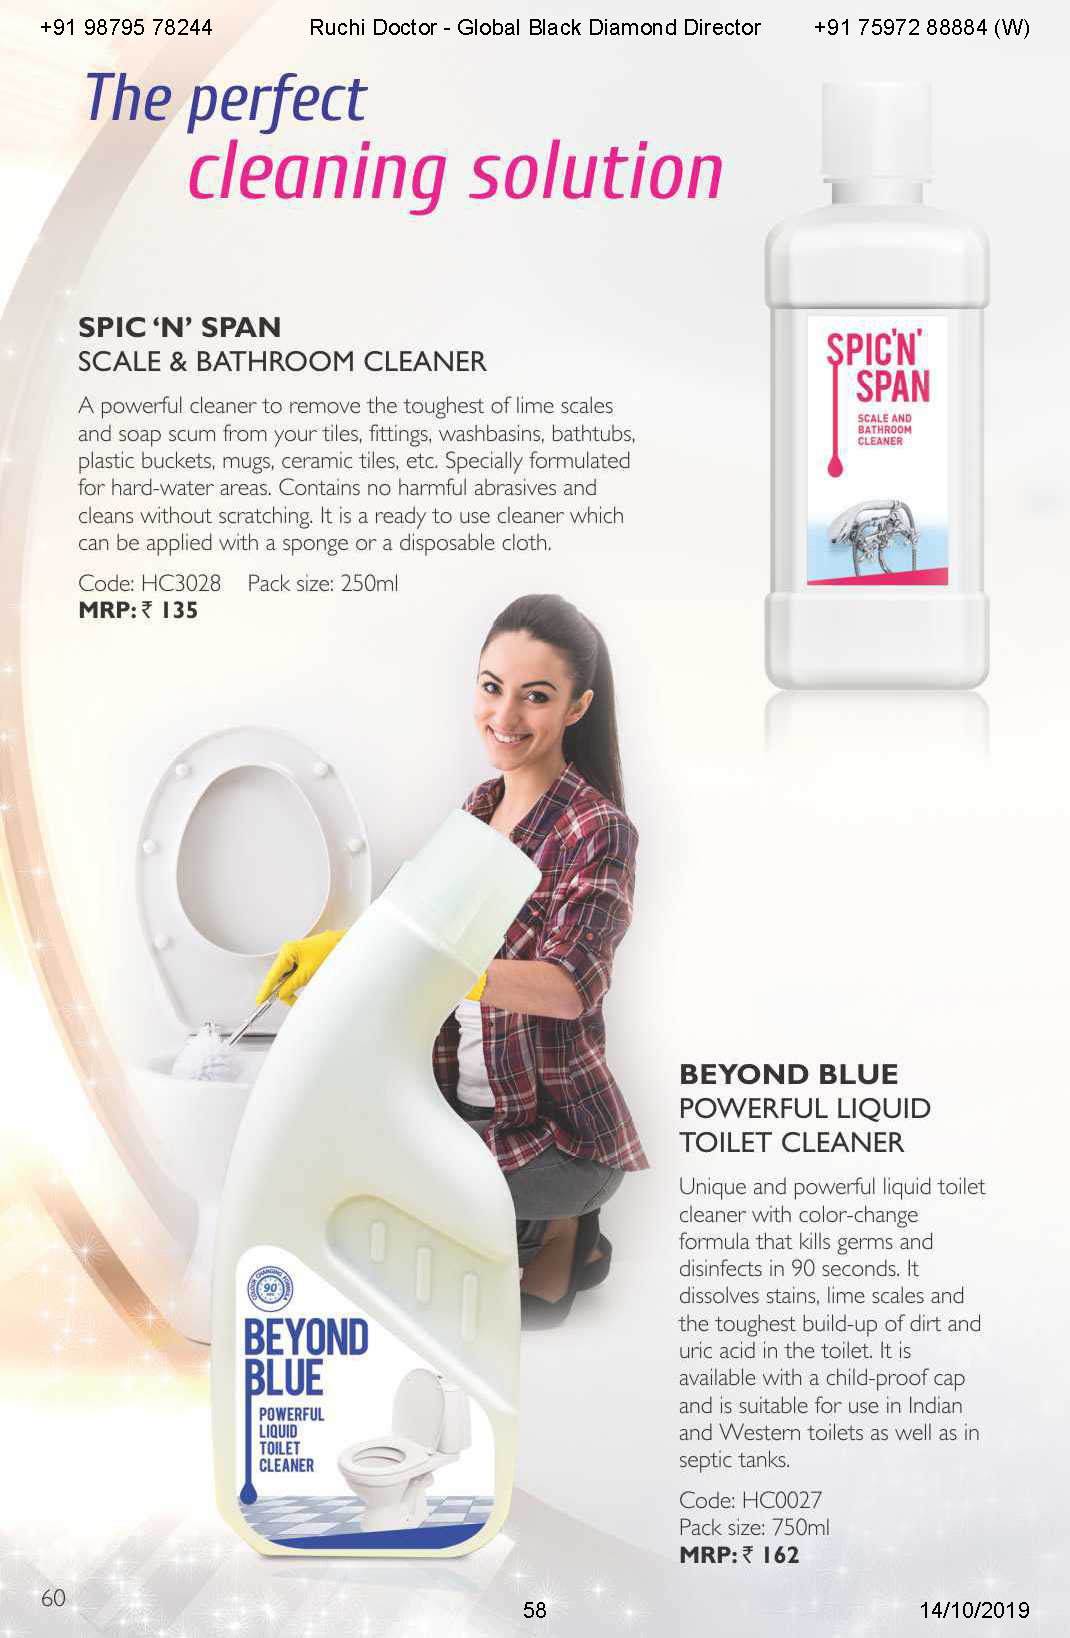 +91 98795 78244 Ruchi Doctor - Global Black Diamond Director +91 75972 88884 (W)
The perfect
cleaning solution
SPIC ‘N’ SPAN
SCALE & BATHROOM CLEANER
A powerful cleaner to remove the toughest of lime scales
and soap scum from your tiles, fittings, washbasins, bathtubs,
plastic buckets, mugs, ceramic tiles, etc. Specially formulated
for hard-water areas. Contains no harmful abrasives and
cleans without scratching. It is a ready to use cleaner which
can be applied with a sponge or a disposable cloth.
Code: HC3028 Pack size: 250ml
MRP: ₹ 135
SPIC'N'
SPAN
SCALE AND
BATHROOM
CLEANER
BEYOND BLUE
POWERFUL LIQUID
TOILET CLEANER
Unique and powerful liquid toilet
cleaner with color-change
formula that kills germs and
disinfects in 90 seconds. It
dissolves stains, lime scales and
the toughest build-up of dirt and
uric acid in the toilet. It is
available with a child-proof cap
and is suitable for use in Indian
and Western toilets as well as in
septic tanks.
Code: HC0027
Pack size: 750ml
MRP: ₹ 162
COLOUR CHANGING FORMULA
90
SEC
BEYOND
BLUE
POWERFUL
LIQUID
TOILET
CLEANER
60
58
14/10/2019